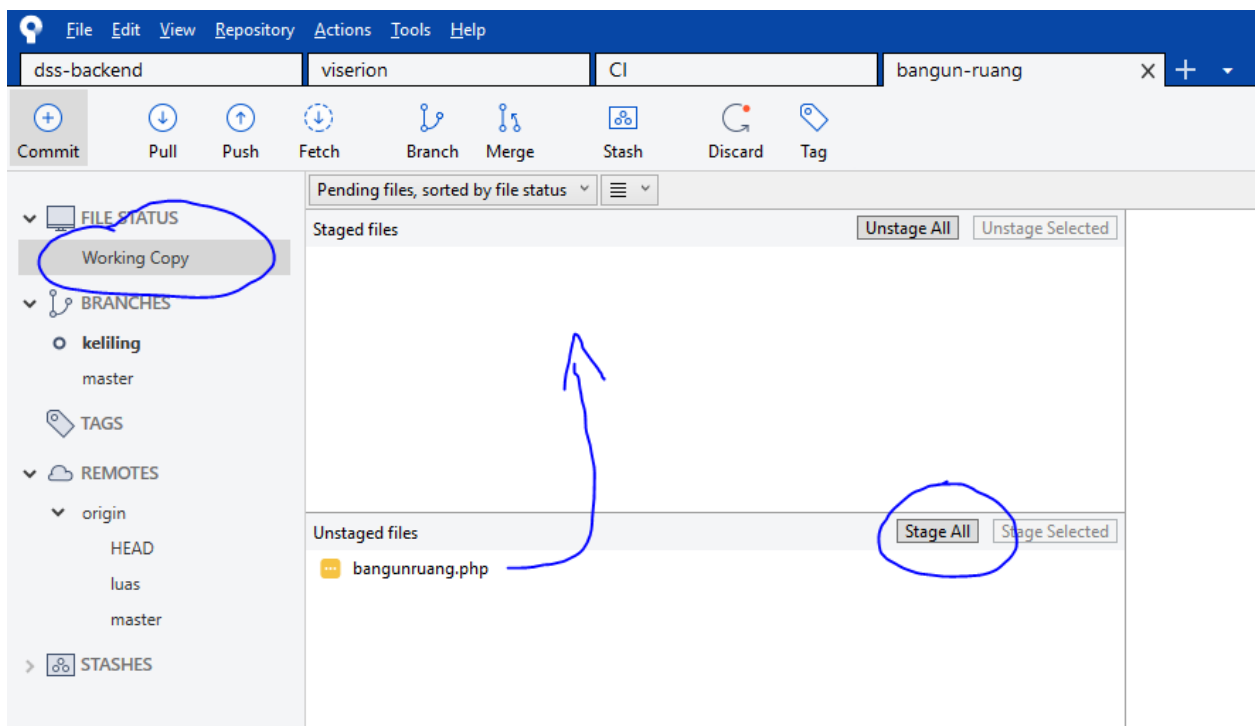 File Edit View Repository Actions Tools Help
dss-backend viserion CI bangun-ruang
Commit Pull Push Fetch Branch Merge Stash Discard Tag
Pending files, sorted by file status
FILE STATUS
Working Copy
BRANCHES
keliling
master
TAGS
REMOTES
origin
HEAD
luas
master
STASHES
Staged files Unstage All Unstage Selected
Unstaged files Stage All Stage Selected
bangunruang.php